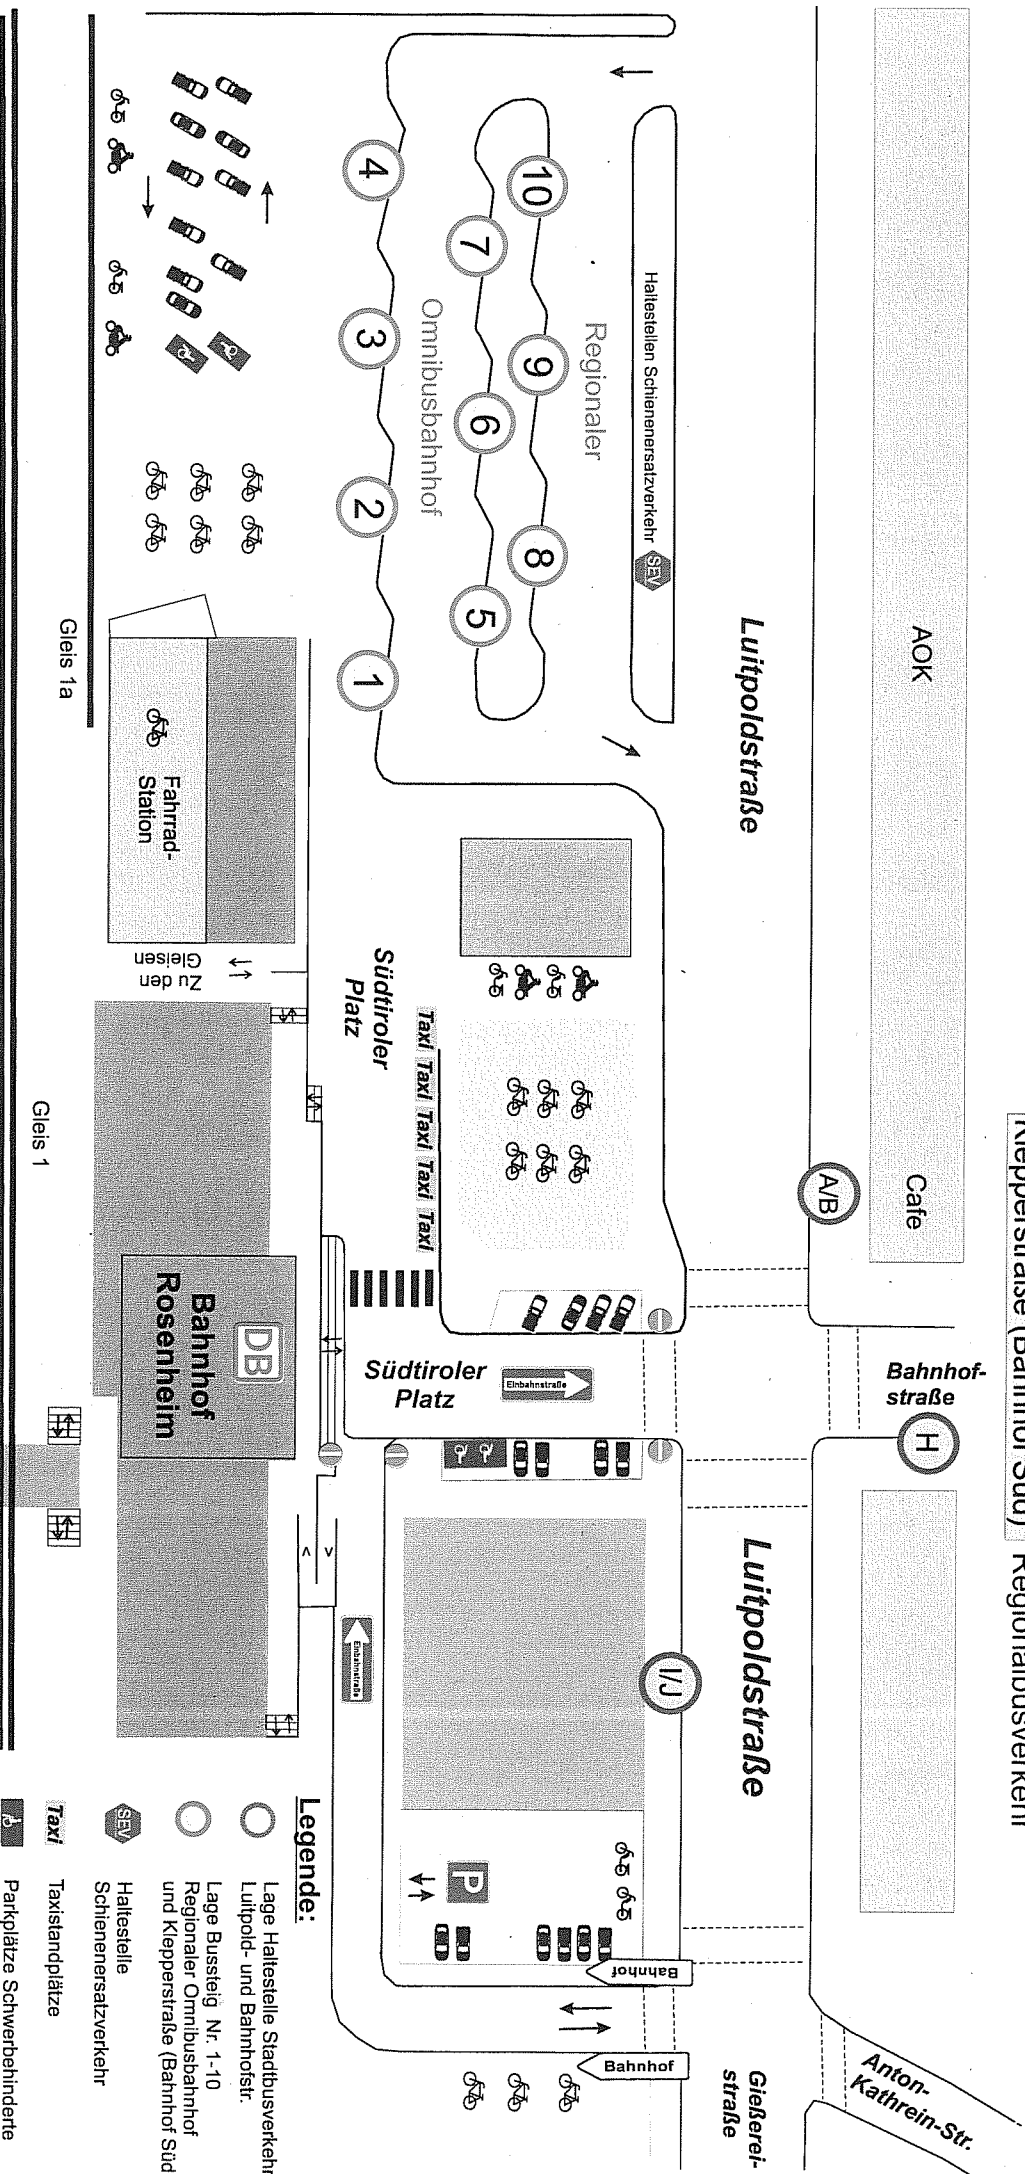 Klepperstraße (Bahnhof Süd) Regionalbusverkehr
AOK
Cafe
A/B
Bahnhof-
straße
H
Luitpoldstraße
Luitpoldstraße
Gießerei-
straße
Anton-
Kathrein-Str.
Haltestellen Schienenersatzverkehr
SEV
Regionaler
Omnibusbahnhof
10
9
8
7
6
5
4
3
2
1
I/J
Südtiroler
Platz
Taxi Taxi Taxi Taxi Taxi
Südtiroler
Platz
Einbahnstraße
Einbahnstraße
P
Bahnhof
Bahnhof
Fahrrad-
Station
Zu den
Gleisen
DB
Bahnhof
Rosenheim
Gleis 1a
Gleis 1
Legende:
Lage Haltestelle Stadtbusverkehr
Luitpold- und Bahnhofstr.
Lage Bussteig Nr. 1-10
Regionaler Omnibusbahnhof
und Klepperstraße (Bahnhof Süd
SEV
Haltestelle
Schienenersatzverkehr
Taxi
Taxistandplätze
Parkplätze Schwerbehinderte